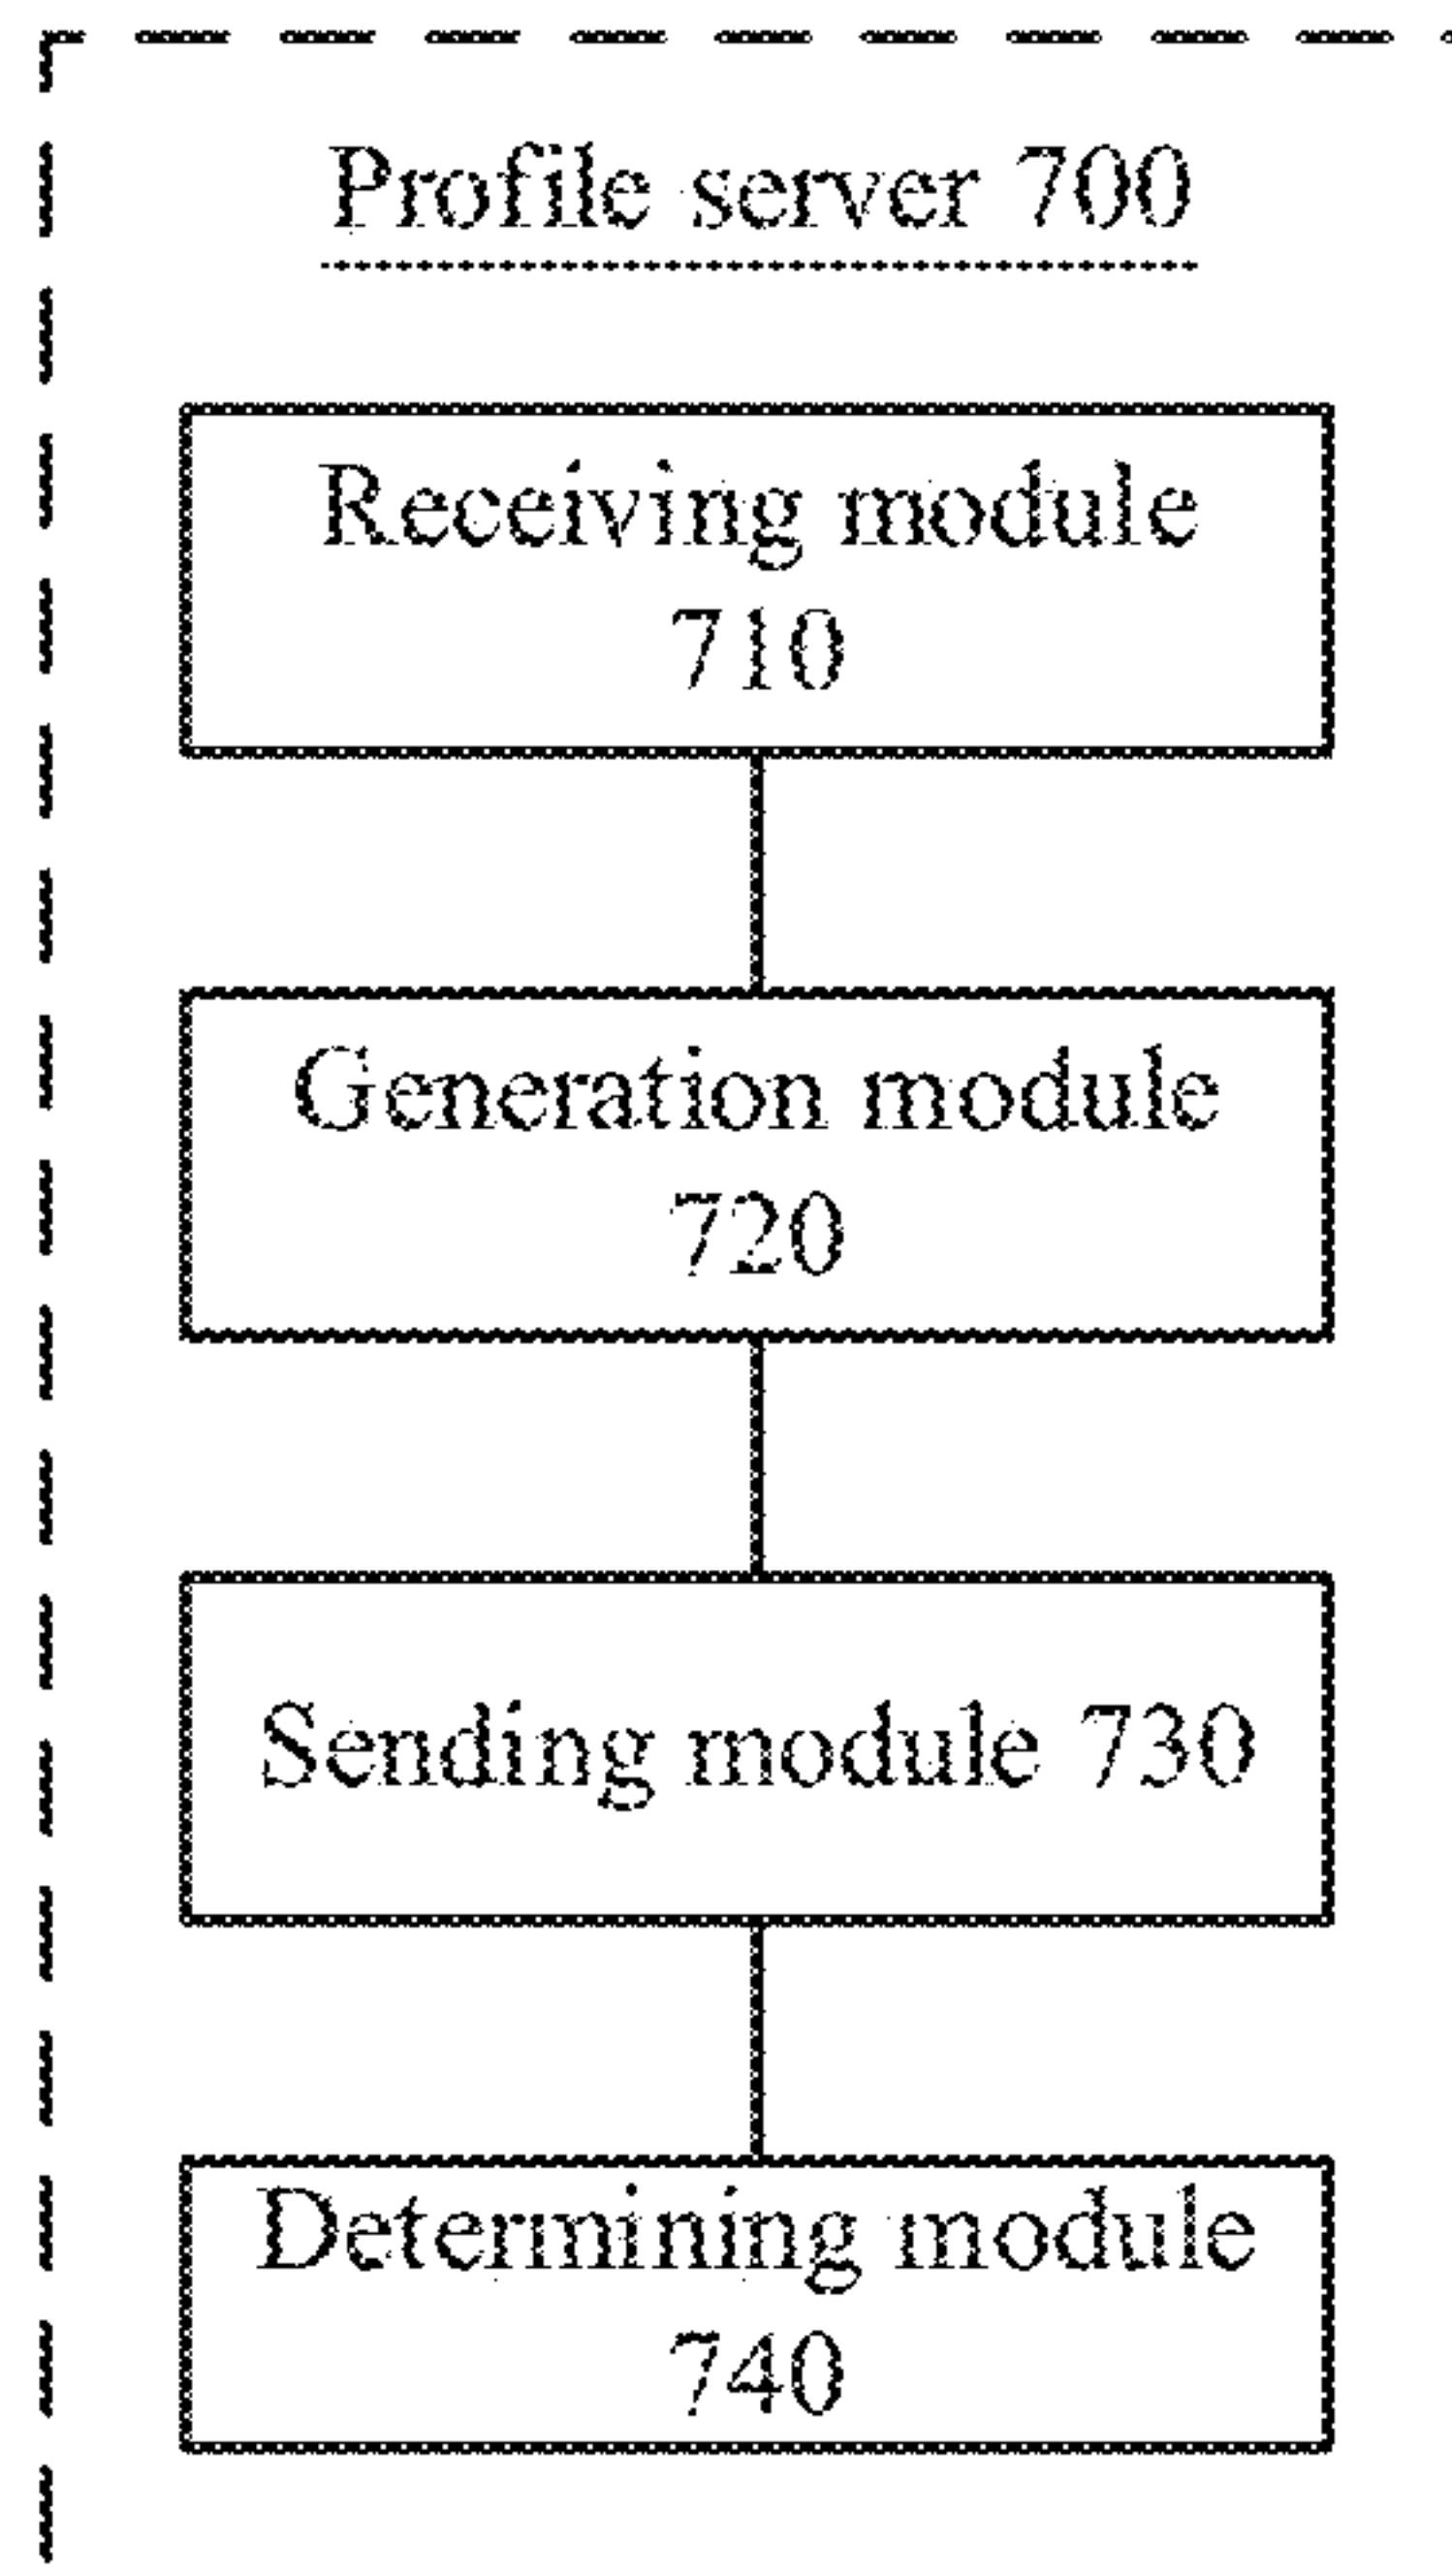 Profile server 700
Receiving module
710
Generation module
720
Sending module 730
Determining module
740